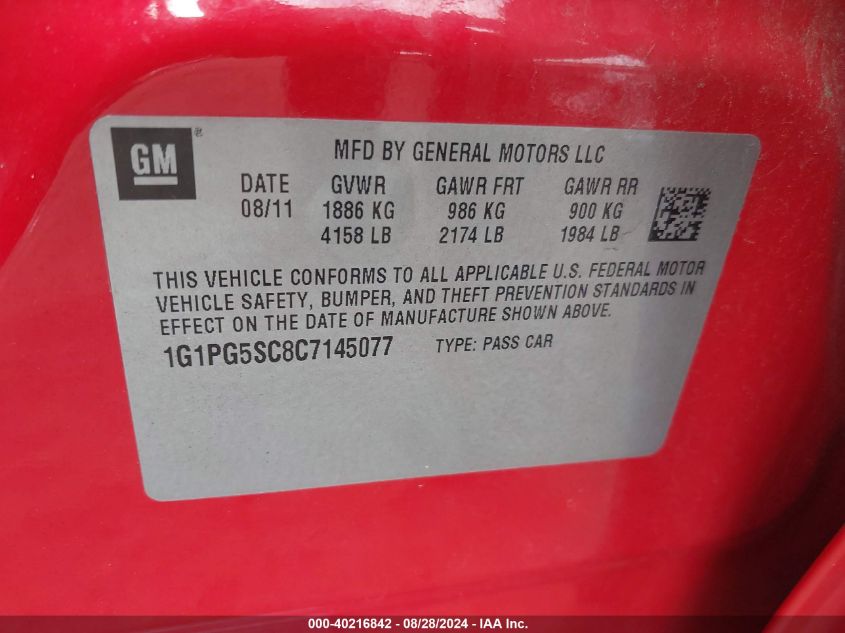 GM ®
MFD BY GENERAL MOTORS LLC
DATE GVWR GAWR FRT GAWR RR
08/11 1886 KG 986 KG 900 KG
4158 LB 2174 LB 1984 LB
THIS VEHICLE CONFORMS TO ALL APPLICABLE U.S. FEDERAL MOTOR
VEHICLE SAFETY, BUMPER, AND THEFT PREVENTION STANDARDS IN
EFFECT ON THE DATE OF MANUFACTURE SHOWN ABOVE.
1G1PG5SC8C7145077 TYPE: PASS CAR
000-40216842 - 08/28/2024 - IAA Inc.